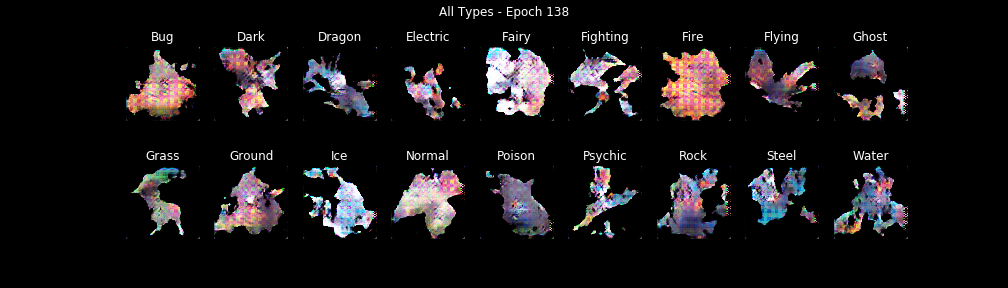 All Types - Epoch 138
Bug Dark Dragon Electric Fairy Fighting Fire Flying Ghost
Grass Ground Ice Normal Poison Psychic Rock Steel Water